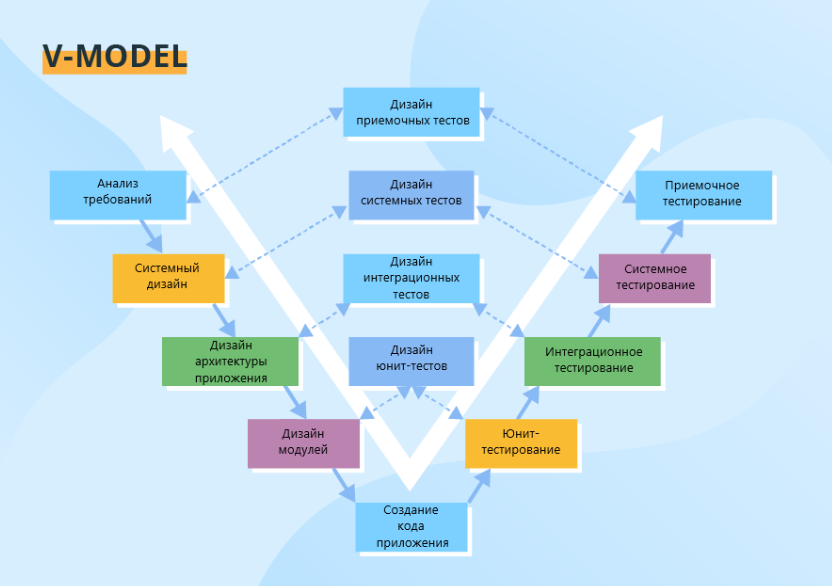 V-MODEL
Дизайн
приемочных тестов
Анализ
требований
Дизайн
системных тестов
Приемочное
тестирование
Системный
дизайн
Дизайн
интеграционных
тестов
Системное
тестирование
Дизайн
архитектуры
приложения
Дизайн
юнит-тестов
Интеграционное
тестирование
Дизайн
модулей
Юнит-
тестирование
Создание
кода
приложения